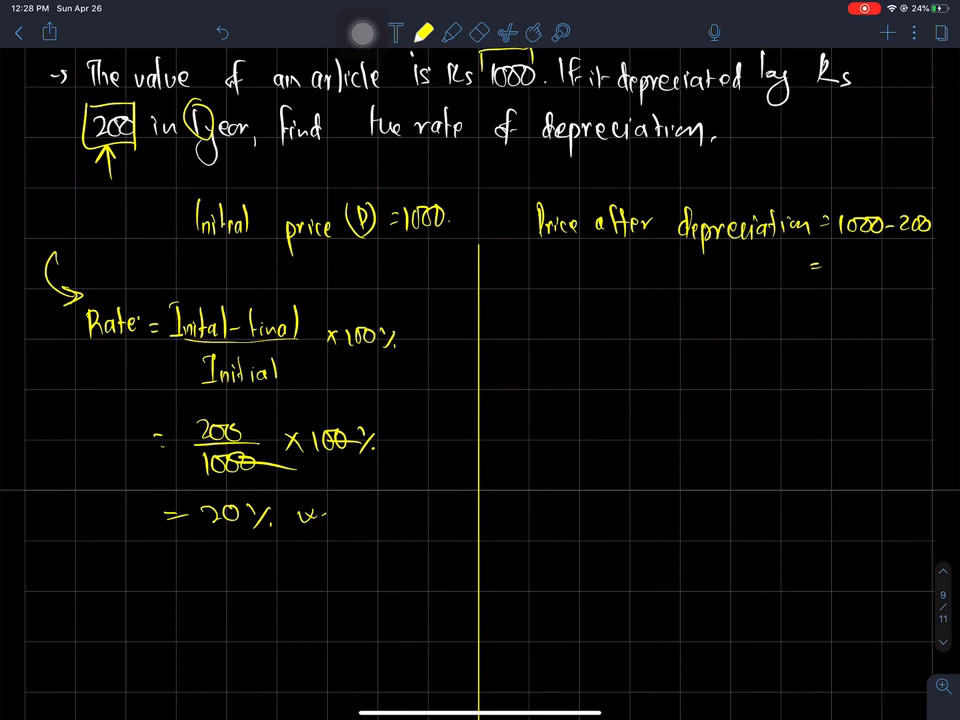 12:28 PM Sun Apr 26
24%
→ The value of an article is Rs 1000. If it depreciated by Rs
200 in 1 year, find the rate of depreciation.
Initial price (P) = 1000.
Price after depreciation = 1000 - 200
=
Rate = Inital - final / Initial × 100%
= 200 / 1000 × 100%
= 20%
9 / 11